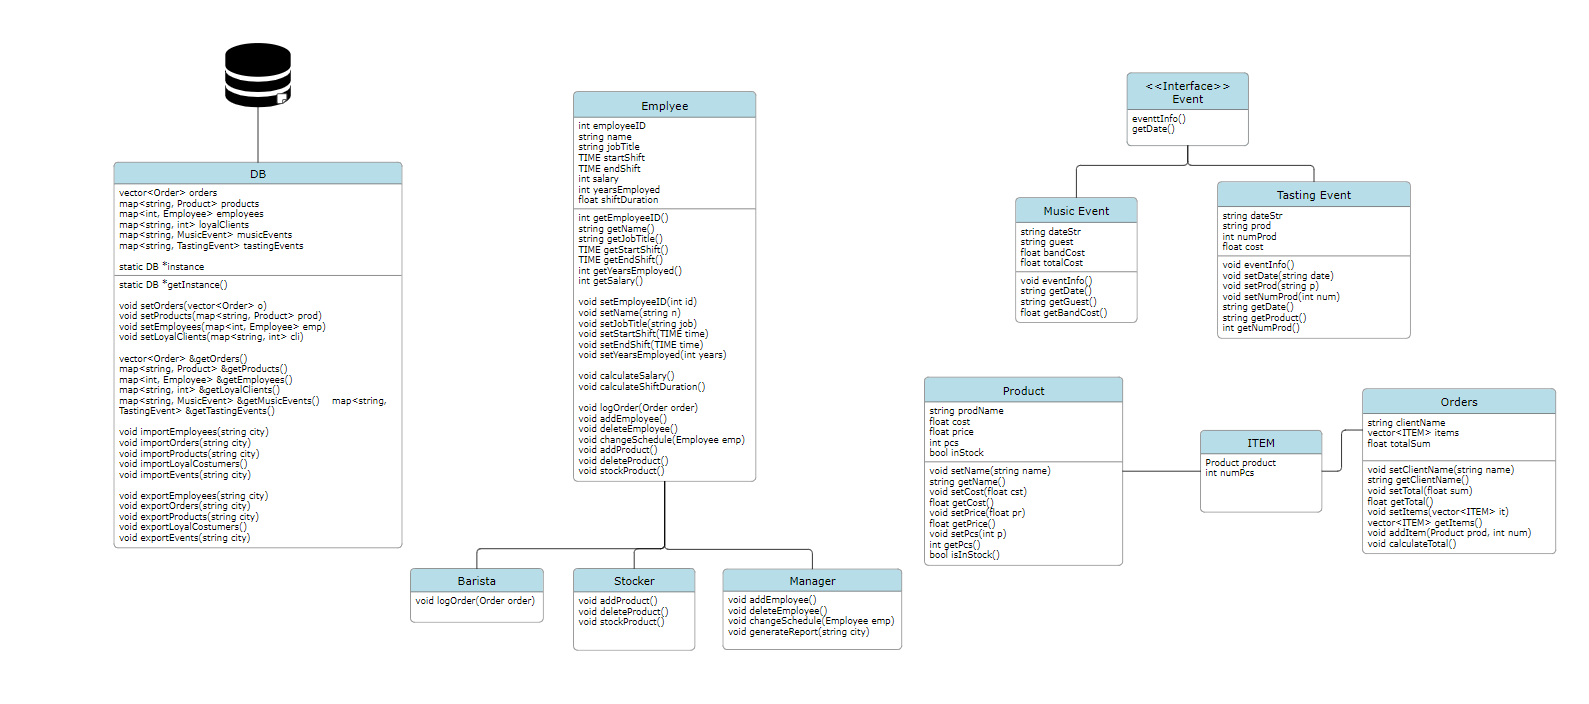 DB
vector<Order> orders
map<string, Product> products
map<int, Employee> employees
map<string, int> loyalClients
map<string, MusicEvent> musicEvents
map<string, TastingEvent> tastingEvents
static DB *instance
static DB *getInstance()
void setOrders(vector<Order> o)
void setProducts(map<string, Product> prod)
void setEmployees(map<int, Employee> emp)
void setLoyalClients(map<string, int> cli)
vector<Order> &getOrders()
map<string, Product> &getProducts()
map<int, Employee> &getEmployees()
map<string, int> &getLoyalClients()
map<string, MusicEvent> &getMusicEvents() map<string,
TastingEvent> &getTastingEvents()
void importEmployees(string city)
void importOrders(string city)
void importProducts(string city)
void importLoyalCostumers()
void importEvents(string city)
void exportEmployees(string city)
void exportOrders(string city)
void exportProducts(string city)
void exportLoyalCostumers()
void exportEvents(string city)
Emplyee
int employeeID
string name
string jobTitle
TIME startShift
TIME endShift
int salary
int yearsEmployed
float shiftDuration
int getEmployeeID()
string getName()
string getJobTitle()
TIME getStartShift()
TIME getEndShift()
int getYearsEmployed()
int getSalary()
void setEmployeeID(int id)
void setName(string n)
void setJobTitle(string job)
void setStartShift(TIME time)
void setEndShift(TIME time)
void setYearsEmployed(int years)
void calculateSalary()
void calculateShiftDuration()
void logOrder(Order order)
void addEmployee()
void deleteEmployee()
void changeSchedule(Employee emp)
void addProduct()
void deleteProduct()
void stockProduct()
Barista
void logOrder(Order order)
Stocker
void addProduct()
void deleteProduct()
void stockProduct()
Manager
void addEmployee()
void deleteEmployee()
void changeSchedule(Employee emp)
void generateReport(string city)
<<Interface>>
Event
eventtInfo()
getDate()
Music Event
string dateStr
string guest
float bandCost
float totalCost
void eventInfo()
string getDate()
string getGuest()
float getBandCost()
Tasting Event
string dateStr
string prod
int numProd
float cost
void eventInfo()
void setDate(string date)
void setProd(string p)
void setNumProd(int num)
string getDate()
string getProduct()
int getNumProd()
Product
string prodName
float cost
float price
int pcs
bool inStock
void setName(string name)
string getName()
void setCost(float cst)
float getCost()
void setPrice(float pr)
float getPrice()
void setPcs(int p)
int getPcs()
bool isInStock()
ITEM
Product product
int numPcs
Orders
string clientName
vector<ITEM> items
float totalSum
void setClientName(string name)
string getClientName()
void setTotal(float sum)
float getTotal()
void setItems(vector<ITEM> it)
vector<ITEM> getItems()
void addItem(Product prod, int num)
void calculateTotal()